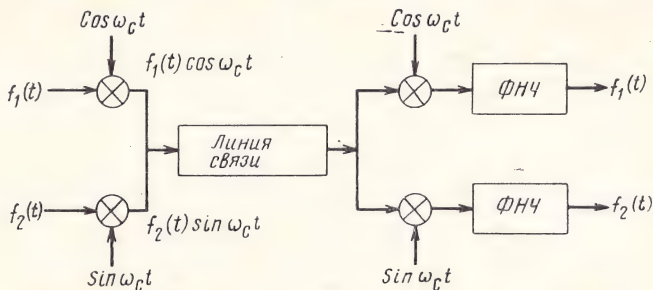 Cos ω_c t
Cos ω_c t
f_1(t) cos ω_c t
f_1(t)
ФНЧ
f_1(t)
Линия
связи
f_2(t)
f_2(t) sin ω_c t
ФНЧ
f_2(t)
Sin ω_c t
Sin ω_c t